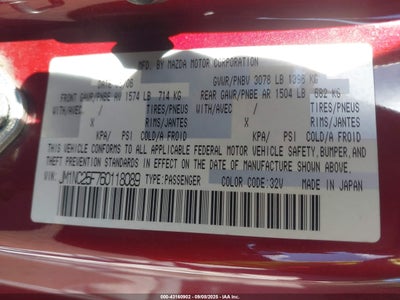 MFD. BY MAZDA MOTOR CORPORATION
GVWR/PNBV 3078 LB 1396 KG
FRONT GAWR/PNBE AV 1574 LB 714 KG REAR GAWR/PNBE AR 1504 LB 682 KG
WITH/AVEC / TIRES/PNEUS WITH/AVEC / TIRES/PNEUS
X X
KPA/ PSI COLD/A FROID KPA/ PSI COLD/A FROID
THIS VEHICLE CONFORMS TO ALL APPLICABLE FEDERAL MOTOR VEHICLE SAFETY, BUMPER, AND
THEFT PREVENTION STANDARDS IN EFFECT ON THE DATE OF MANUFACTURE SHOWN ABOVE.
VIN: JM1NC25F760118089 TYPE: PASSENGER COLOR CODE: 32V MADE IN JAPAN
000-43160902 - 09/09/2025 - IAA Inc.